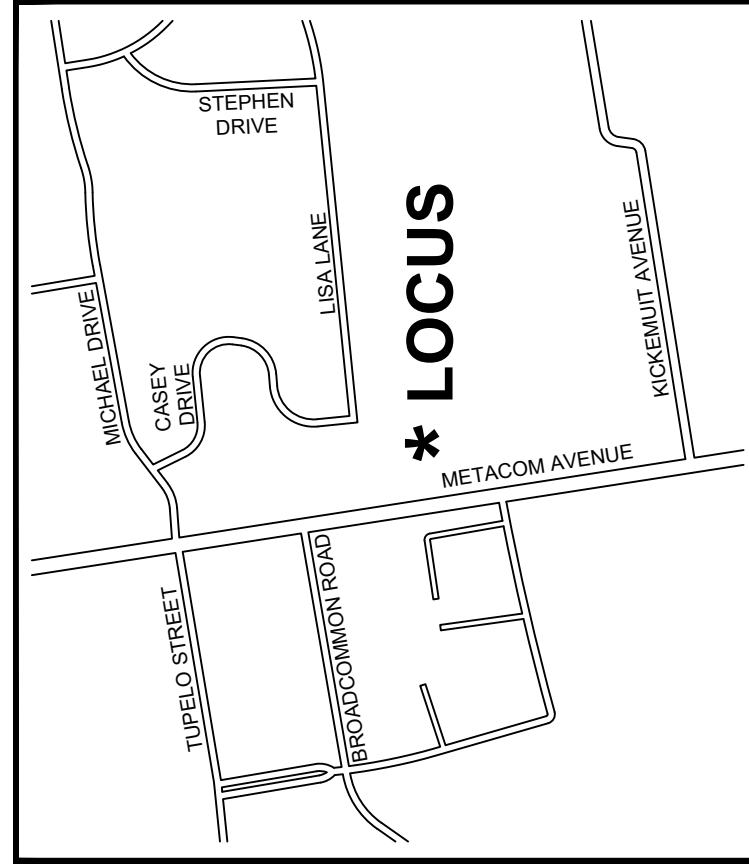 STEPHEN
DRIVE
LISA LANE
* LOCUS
KICKEMUIT AVENUE
MICHAEL DRIVE
CASEY
DRIVE
METACOM AVENUE
TUPELO STREET
BROADCOMMON ROAD